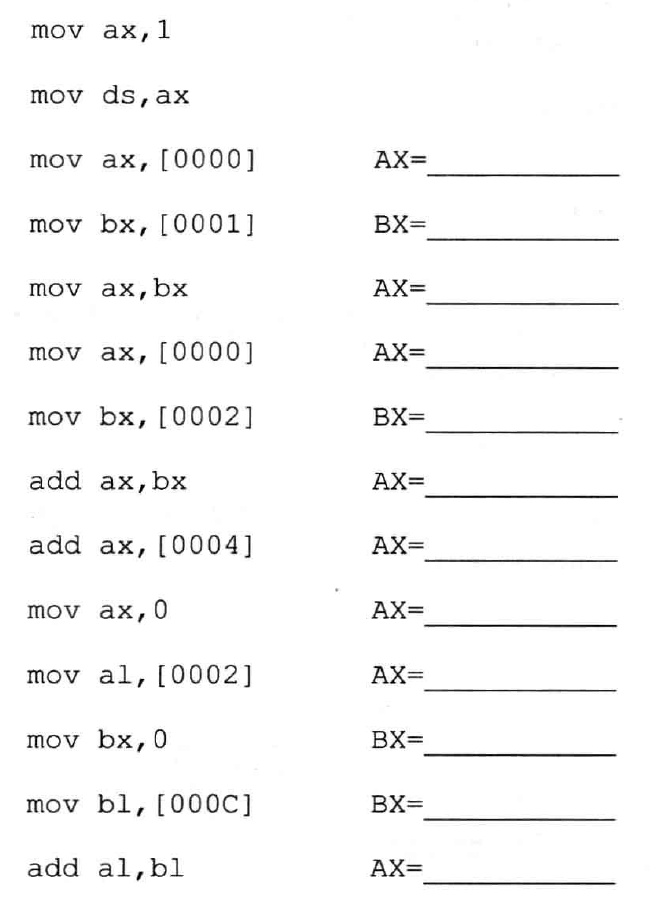 mov ax,1
mov ds,ax
mov ax,[0000] AX=__________
mov bx,[0001] BX=__________
mov ax,bx AX=__________
mov ax,[0000] AX=__________
mov bx,[0002] BX=__________
add ax,bx AX=__________
add ax,[0004] AX=__________
mov ax,0 AX=__________
mov al,[0002] AX=__________
mov bx,0 BX=__________
mov bl,[000C] BX=__________
add al,bl AX=__________